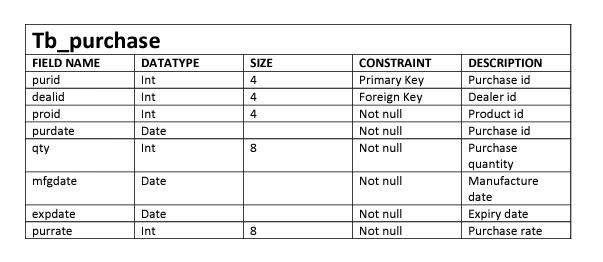 Tb_purchase
FIELD NAME DATATYPE SIZE CONSTRAINT DESCRIPTION
purid Int 4 Primary Key Purchase id
dealid Int 4 Foreign Key Dealer id
proid Int 4 Not null Product id
purdate Date Not null Purchase id
qty Int 8 Not null Purchase
quantity
mfgdate Date Not null Manufacture
date
expdate Date Not null Expiry date
purrate Int 8 Not null Purchase rate